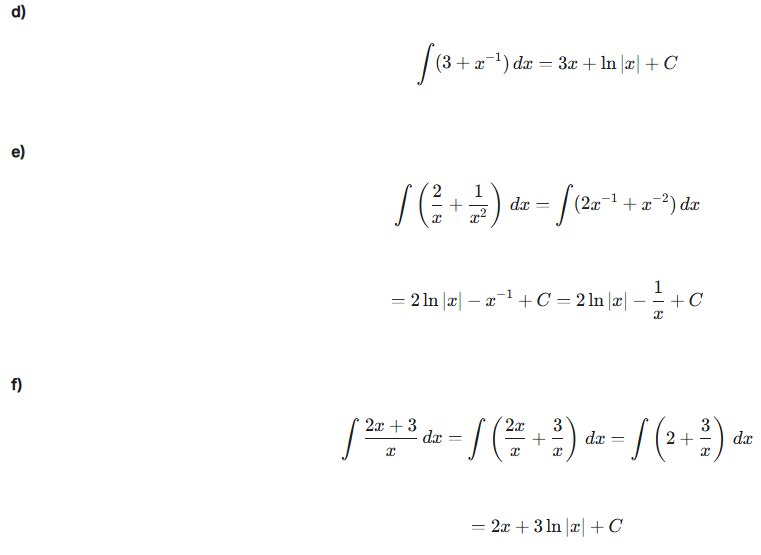 d)
∫(3 + x⁻¹) dx = 3x + ln |x| + C
e)
∫(2/x + 1/x²) dx = ∫(2x⁻¹ + x⁻²) dx
= 2 ln |x| − x⁻¹ + C = 2 ln |x| − 1/x + C
f)
∫ (2x + 3)/x dx = ∫(2x/x + 3/x) dx = ∫(2 + 3/x) dx
= 2x + 3 ln |x| + C